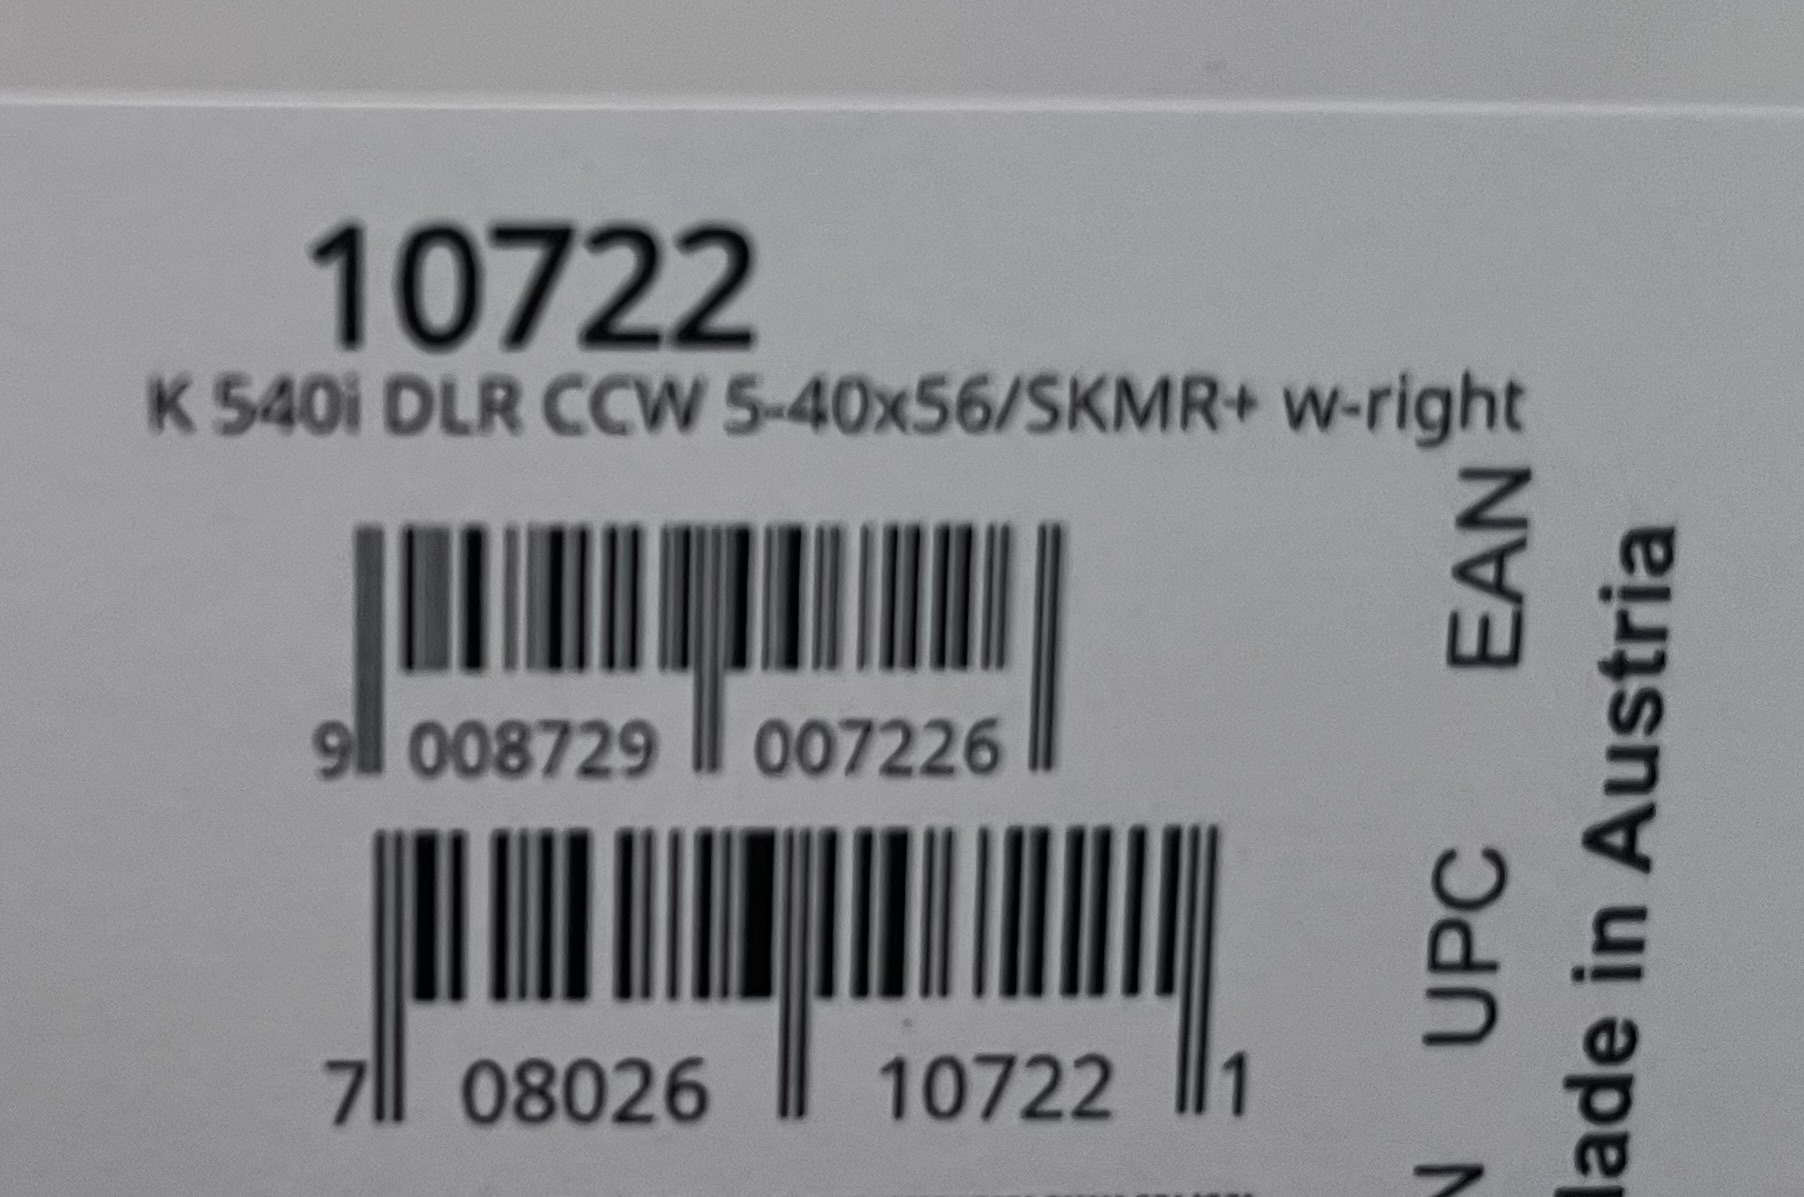 10722
K 540i DLR CCW 5-40x56/SKMR+ w-right
EAN
9 008729 007226
UPC
7 08026 10722 1
in Austria